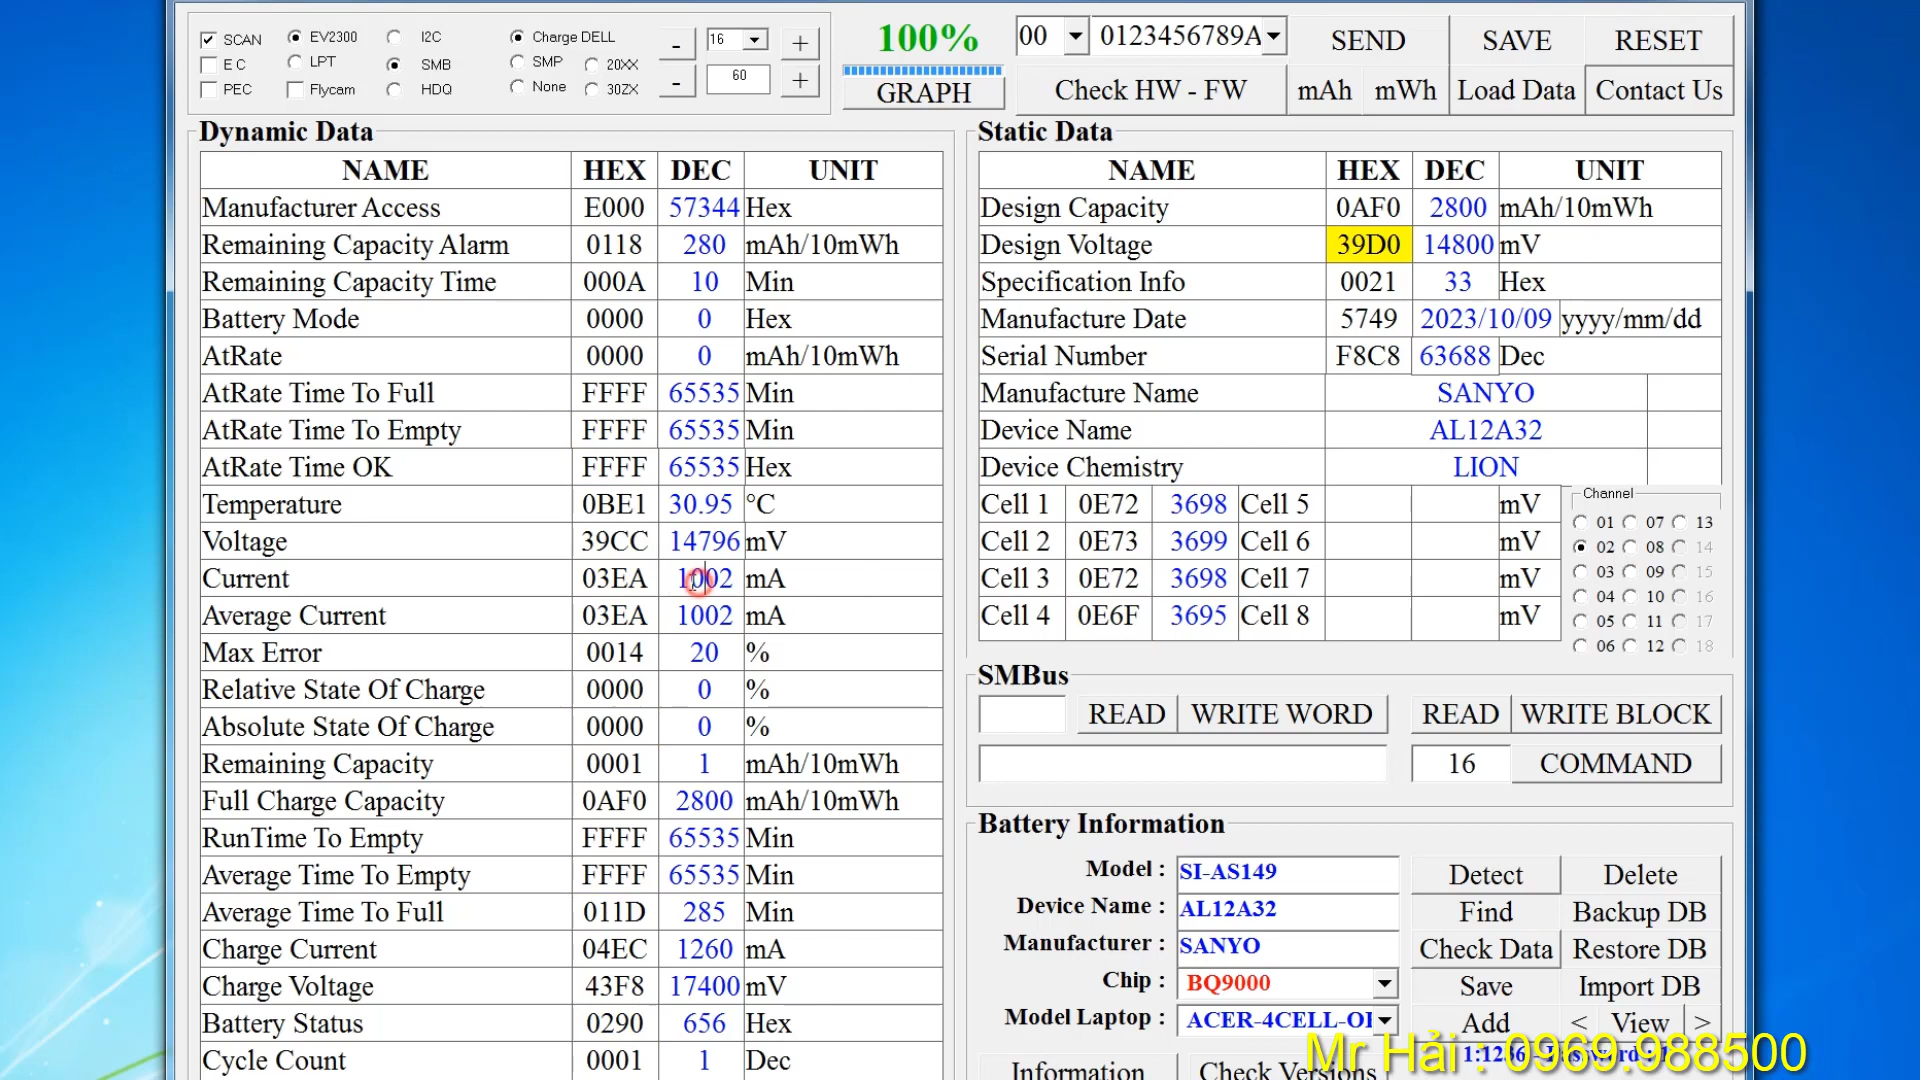 SCAN EV2300 I2C Charge DELL - 16 +
E C LPT SMB SMP 20XX
PEC Flycam HDQ None 30ZX - 60 +
100% 00 0123456789A SEND SAVE RESET
GRAPH Check HW - FW mAh mWh Load Data Contact Us
Dynamic Data
NAME HEX DEC UNIT
Manufacturer Access E000 57344 Hex
Remaining Capacity Alarm 0118 280 mAh/10mWh
Remaining Capacity Time 000A 10 Min
Battery Mode 0000 0 Hex
AtRate 0000 0 mAh/10mWh
AtRate Time To Full FFFF 65535 Min
AtRate Time To Empty FFFF 65535 Min
AtRate Time OK FFFF 65535 Hex
Temperature 0BE1 30.95 °C
Voltage 39CC 14796 mV
Current 03EA 1002 mA
Average Current 03EA 1002 mA
Max Error 0014 20 %
Relative State Of Charge 0000 0 %
Absolute State Of Charge 0000 0 %
Remaining Capacity 0001 1 mAh/10mWh
Full Charge Capacity 0AF0 2800 mAh/10mWh
RunTime To Empty FFFF 65535 Min
Average Time To Empty FFFF 65535 Min
Average Time To Full 011D 285 Min
Charge Current 04EC 1260 mA
Charge Voltage 43F8 17400 mV
Battery Status 0290 656 Hex
Cycle Count 0001 1 Dec
Static Data
NAME HEX DEC UNIT
Design Capacity 0AF0 2800 mAh/10mWh
Design Voltage 39D0 14800 mV
Specification Info 0021 33 Hex
Manufacture Date 5749 2023/10/09 yyyy/mm/dd
Serial Number F8C8 63688 Dec
Manufacture Name SANYO
Device Name AL12A32
Device Chemistry LION
Cell 1 0E72 3698 Cell 5 mV
Cell 2 0E73 3699 Cell 6 mV
Cell 3 0E72 3698 Cell 7 mV
Cell 4 0E6F 3695 Cell 8 mV
Channel
01 07 13
02 08 14
03 09 15
04 10 16
05 11 17
06 12 18
SMBus
READ WRITE WORD READ WRITE BLOCK
16 COMMAND
Battery Information
Model : SI-AS149 Detect Delete
Device Name : AL12A32 Find Backup DB
Manufacturer : SANYO Check Data Restore DB
Chip : BQ9000 Save Import DB
Model Laptop : ACER-4CELL-OI Add < View >
Information Check Versions
Mr Hải : 0969.988500